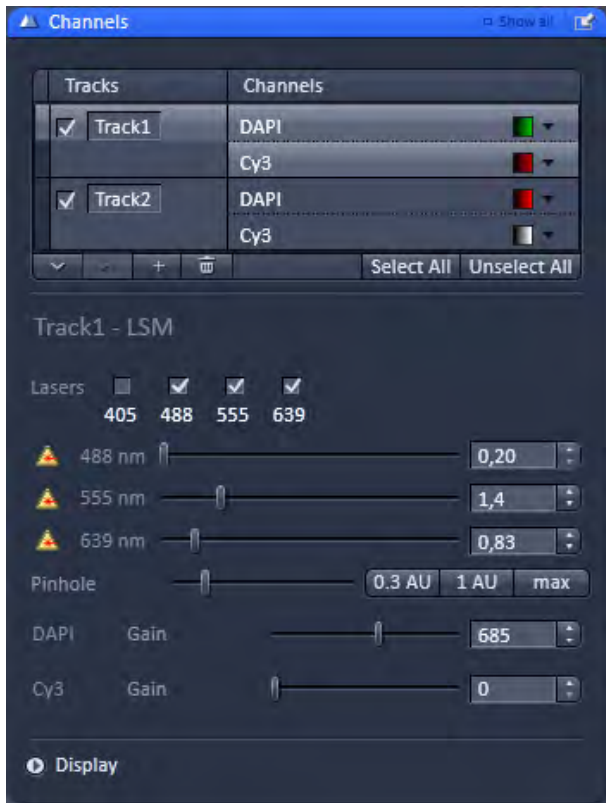 Channels
Show all
Tracks Channels
Track1 DAPI
Cy3
Track2 DAPI
Cy3
+ Select All Unselect All
Track1 - LSM
Lasers
405 488 555 639
488 nm 0,20
555 nm 1,4
639 nm 0,83
Pinhole 0.3 AU 1 AU max
DAPI Gain 685
Cy3 Gain 0
Display